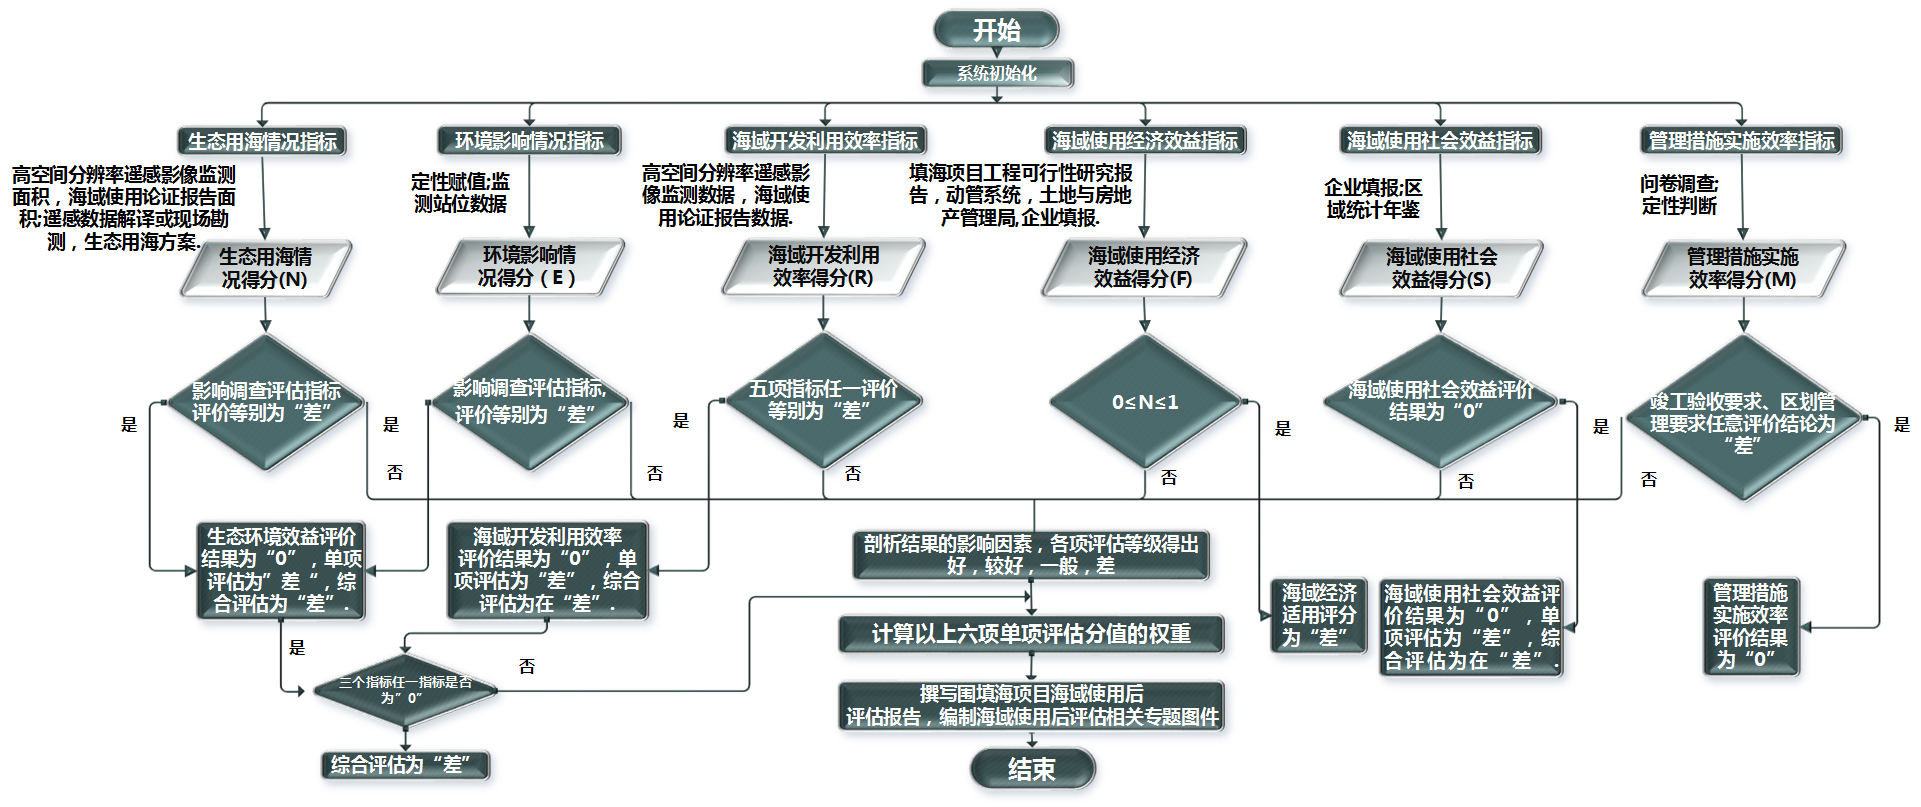 开始
系统初始化
生态用海情况指标
环境影响情况指标
海域开发利用效率指标
海域使用经济效益指标
海域使用社会效益指标
管理措施实施效率指标
高空间分辨率遥感影像监测
面积，海域使用论证报告面
积;遥感数据解译或现场勘
测，生态用海方案.
定性赋值;监
测站位数据
高空间分辨率遥感影
像监测数据，海域使
用论证报告数据.
填海项目工程可行性研究报
告，动管系统，土地与房地
产管理局,企业填报.
企业填报;区
域统计年鉴
问卷调查;
定性判断
生态用海情
况得分(N)
环境影响情
况得分（E）
海域开发利用
效率得分(R)
海域使用经济
效益得分(F)
海域使用社会
效益得分(S)
管理措施实施
效率得分(M)
影响调查评估指标
评价等别为“差”
影响调查评估指标,
评价等别为“差”
五项指标任一评价
等别为“差”
0≤N≤1
海域使用社会效益评价
结果为“0”
竣工验收要求、区划管
理要求任意评价结论为
“差”
是
是
是
是
是
是
否
否
否
否
否
否
生态环境效益评价
结果为“0”，单项
评估为”差“，综
合评估为“差”.
海域开发利用效率
评价结果为“0”，单
项评估为“差”，综合
评估为在“差”.
剖析结果的影响因素，各项评估等级得出
好，较好，一般，差
海域经济
适用评分
为“差”
海域使用社会效益评
价结果为“0”，单
项评估为“差”，综
合评估为在“差”.
管理措施
实施效率
评价结果
为“0”
计算以上六项单项评估分值的权重
是
否
三个指标任一指标是否
为”0”
撰写围填海项目海域使用后
评估报告，编制海域使用后评估相关专题图件
综合评估为“差”
结束